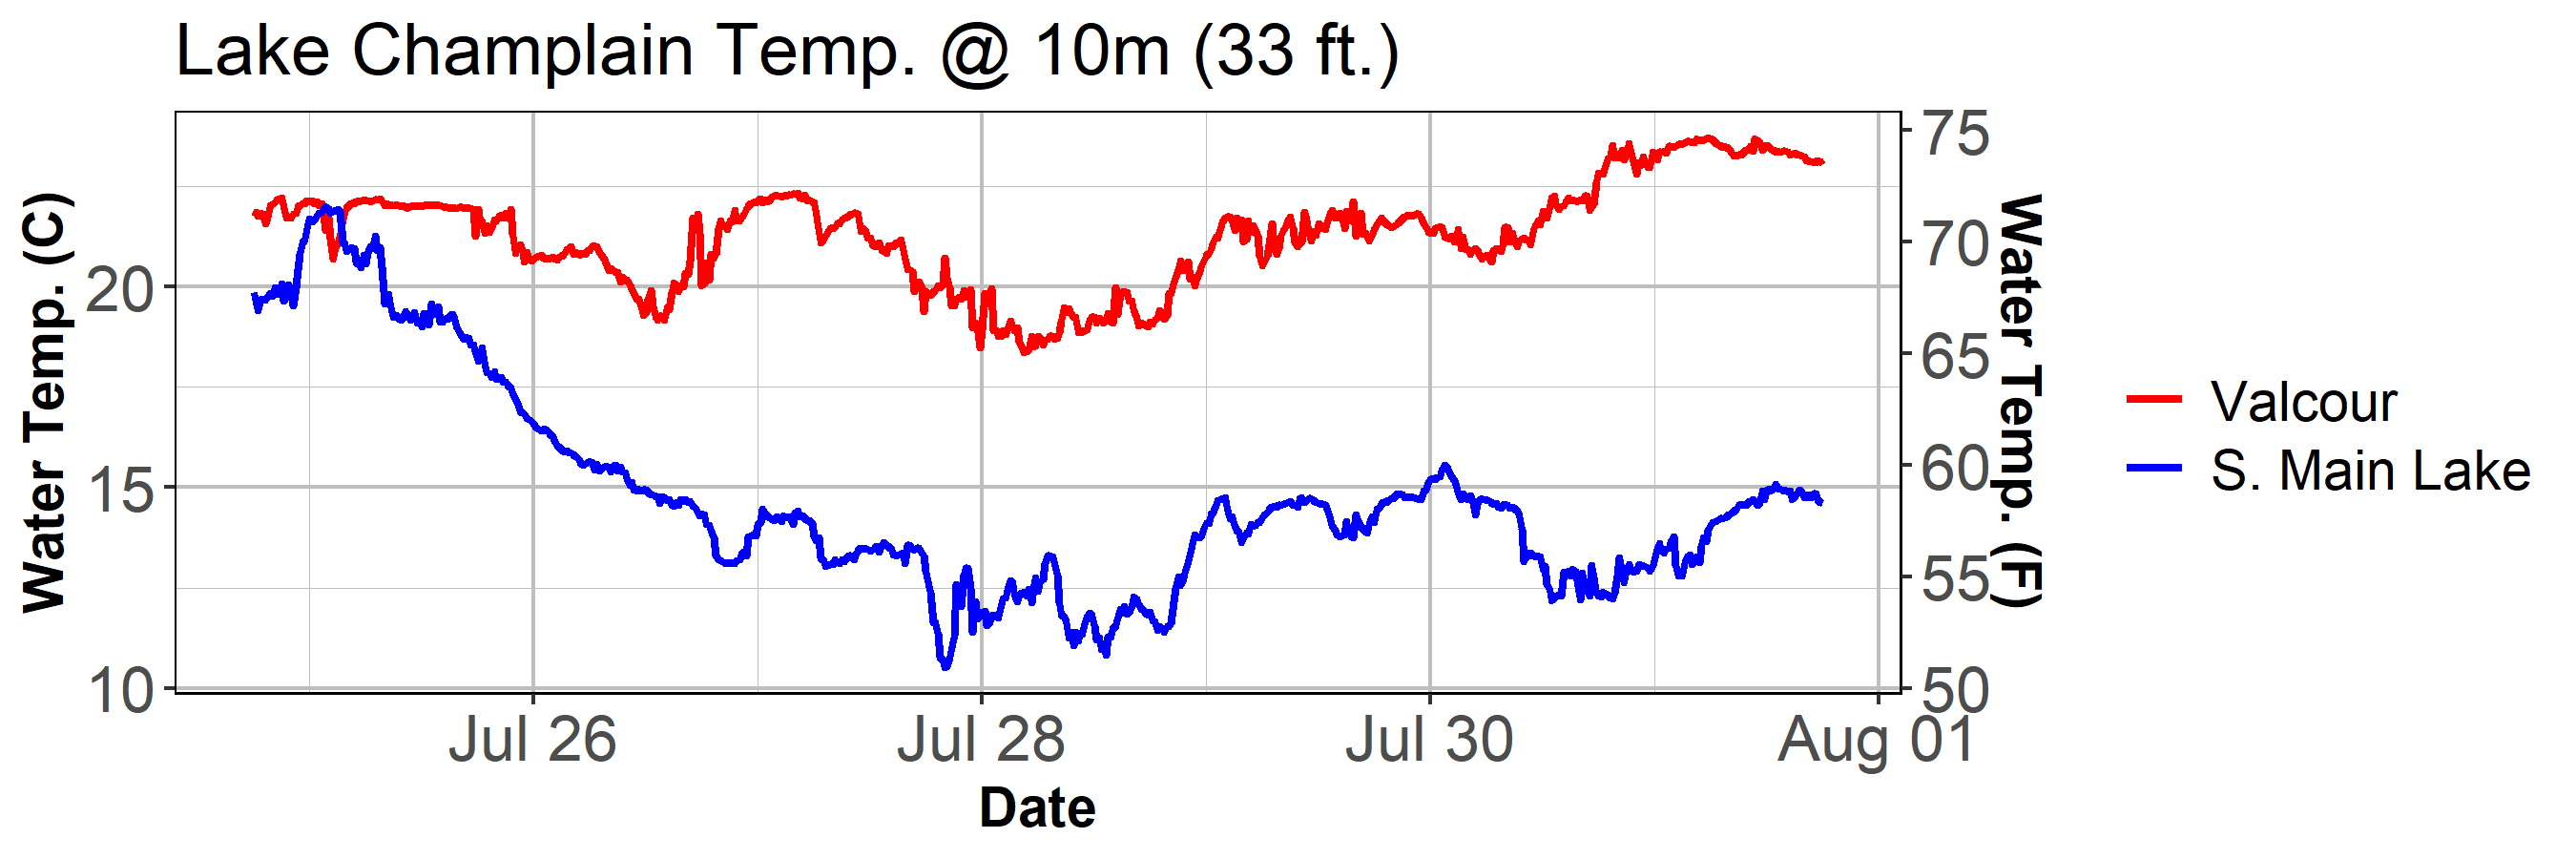 Lake Champlain Temp. @ 10m (33 ft.)
Water Temp. (C)
20
15
10
75
70
65
60
55
50
Water Temp. (F)
Jul 26
Jul 28
Jul 30
Aug 01
Date
Valcour
S. Main Lake